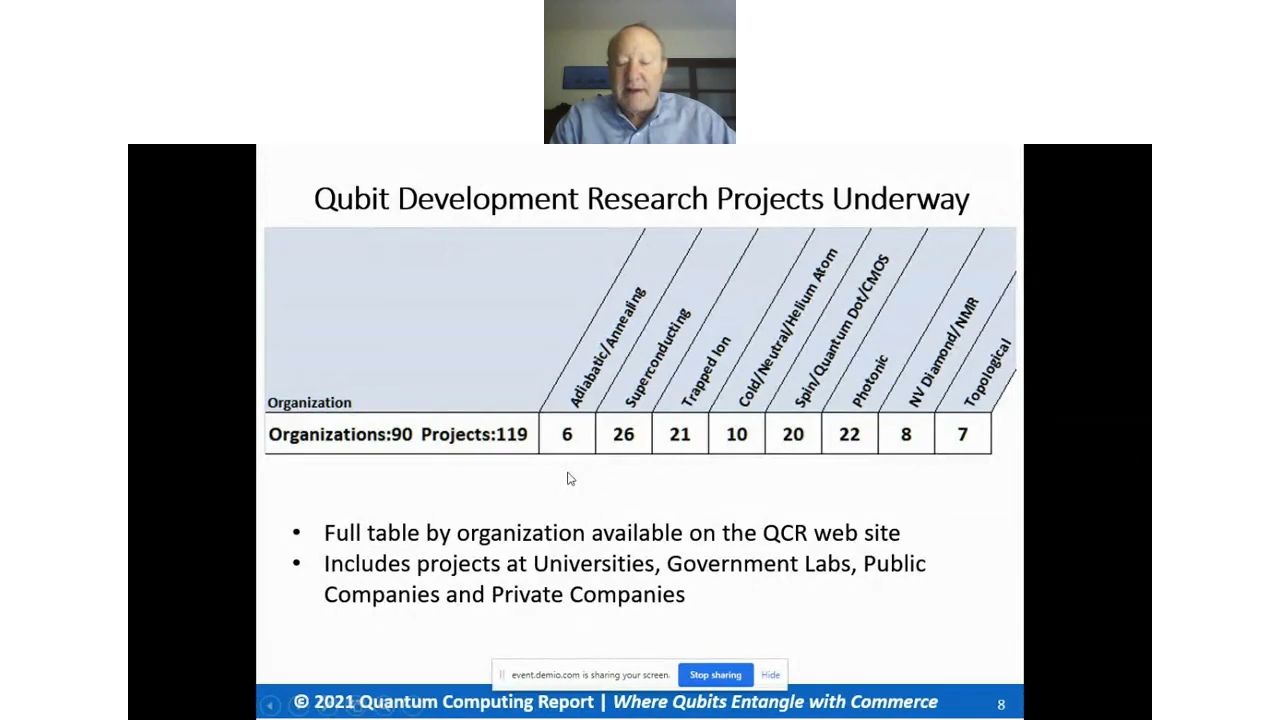 Qubit Development Research Projects Underway
Organization
Adiabatic/Annealing
Superconducting
Trapped Ion
Cold/Neutral/Helium Atom
Spin/Quantum Dot/CMOS
Photonic
NV Diamond/NMR
Topological
Organizations:90 Projects:119 6 26 21 10 20 22 8 7
• Full table by organization available on the QCR web site
• Includes projects at Universities, Government Labs, Public
Companies and Private Companies
event.demio.com is sharing your screen. Stop sharing Hide
© 2021 Quantum Computing Report | Where Qubits Entangle with Commerce 8